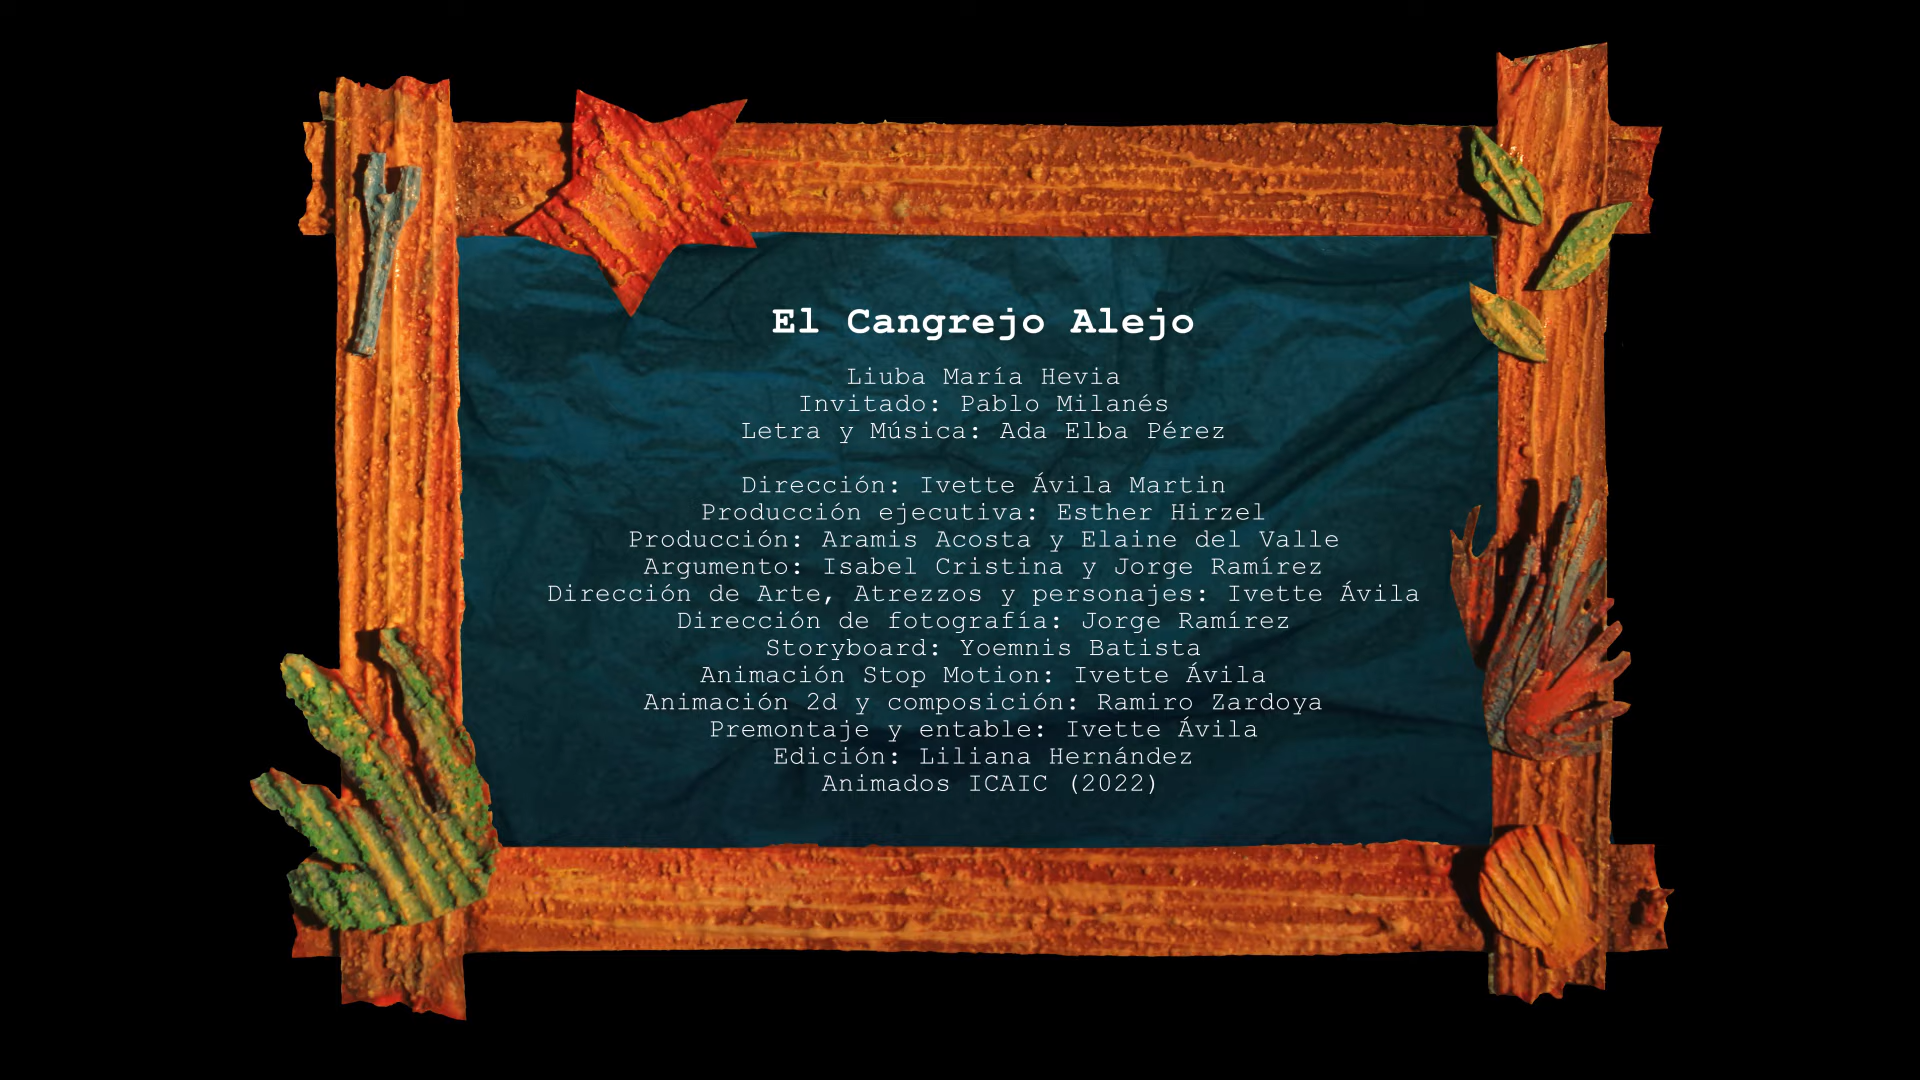 El Cangrejo Alejo
Liuba María Hevia
Invitado: Pablo Milanés
Letra y Música: Ada Elba Pérez
Dirección: Ivette Ávila Martin
Producción ejecutiva: Esther Hirzel
Producción: Aramis Acosta y Elaine del Valle
Argumento: Isabel Cristina y Jorge Ramírez
Dirección de Arte, Atrezzos y personajes: Ivette Ávila
Dirección de fotografía: Jorge Ramírez
Storyboard: Yoemnis Batista
Animación Stop Motion: Ivette Ávila
Animación 2d y composición: Ramiro Zardoya
Premontaje y entable: Ivette Ávila
Edición: Liliana Hernández
Animados ICAIC (2022)